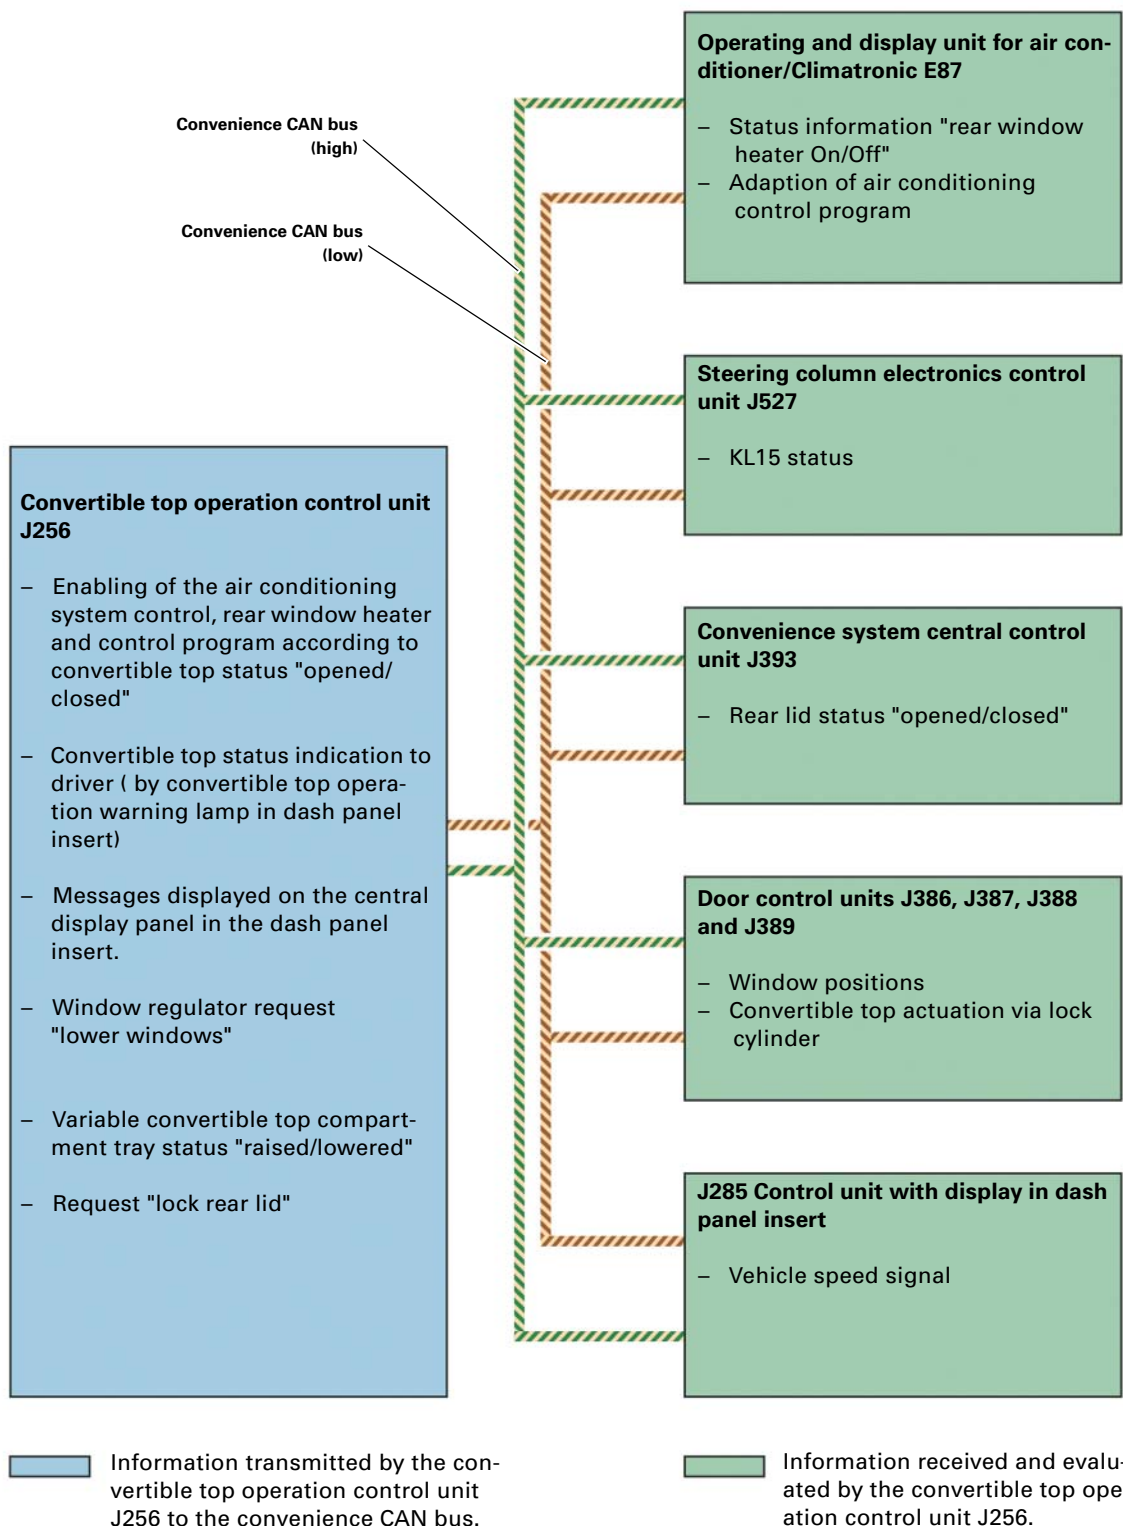 Operating and display unit for air con-
ditioner/Climatronic E87
– Status information "rear window
heater On/Off"
– Adaption of air conditioning
control program
Convenience CAN bus
(high)
Convenience CAN bus
(low)
Steering column electronics control
unit J527
– KL15 status
Convertible top operation control unit
J256
– Enabling of the air conditioning
system control, rear window heater
and control program according to
convertible top status "opened/
closed"
– Convertible top status indication to
driver ( by convertible top opera-
tion warning lamp in dash panel
insert)
– Messages displayed on the central
display panel in the dash panel
insert.
– Window regulator request
"lower windows"
– Variable convertible top compart-
ment tray status "raised/lowered"
– Request "lock rear lid"
Convenience system central control
unit J393
– Rear lid status "opened/closed"
Door control units J386, J387, J388
and J389
– Window positions
– Convertible top actuation via lock
cylinder
J285 Control unit with display in dash
panel insert
– Vehicle speed signal
Information transmitted by the con-
vertible top operation control unit
J256 to the convenience CAN bus.
Information received and evalu-
ated by the convertible top ope
ation control unit J256.